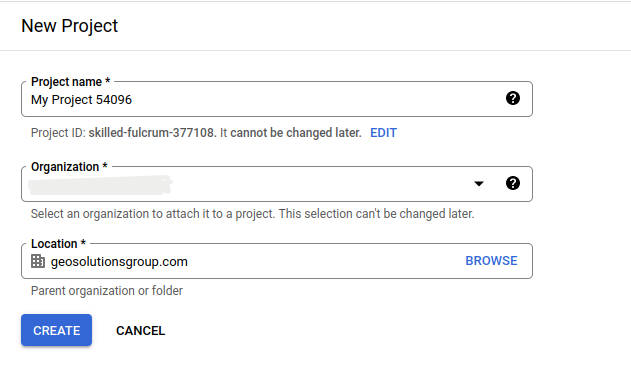 New Project
Project name *
My Project 54096
Project ID: skilled-fulcrum-377108. It cannot be changed later. EDIT
Organization *
Select an organization to attach it to a project. This selection can't be changed later.
Location *
geosolutionsgroup.com BROWSE
Parent organization or folder
CREATE CANCEL